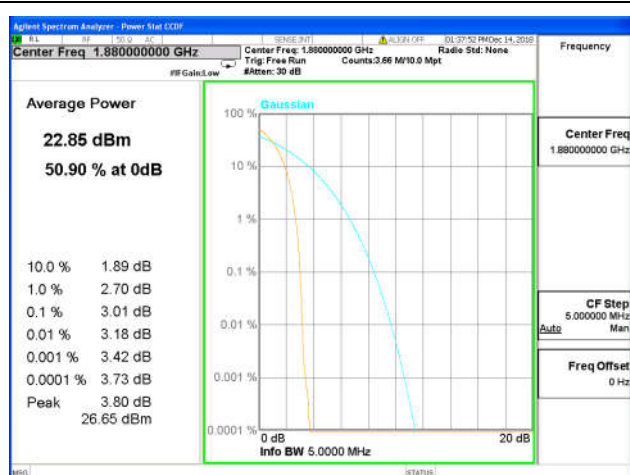 Agilent Spectrum Analyzer - Power Stat CCDF
RL RF 50 Ω AC SENSE:INT ALIGN OFF 01:37:52 PM Dec 14, 2018
Center Freq 1.880000000 GHz
Center Freq: 1.880000000 GHz Radio Std: None
Trig: Free Run Counts:3.66 M/10.0 Mpt
#IFGain:Low #Atten: 30 dB
Frequency
Average Power
22.85 dBm
50.90 % at 0dB
10.0 % 1.89 dB
1.0 % 2.70 dB
0.1 % 3.01 dB
0.01 % 3.18 dB
0.001 % 3.42 dB
0.0001 % 3.73 dB
Peak 3.80 dB
26.65 dBm
Gaussian
100 %
10 %
1 %
0.1 %
0.01 %
0.001 %
0.0001 %
0 dB 20 dB
Info BW 5.0000 MHz
Center Freq
1.880000000 GHz
CF Step
5.000000 MHz
Auto Man
Freq Offset
0 Hz
MSG STATUS